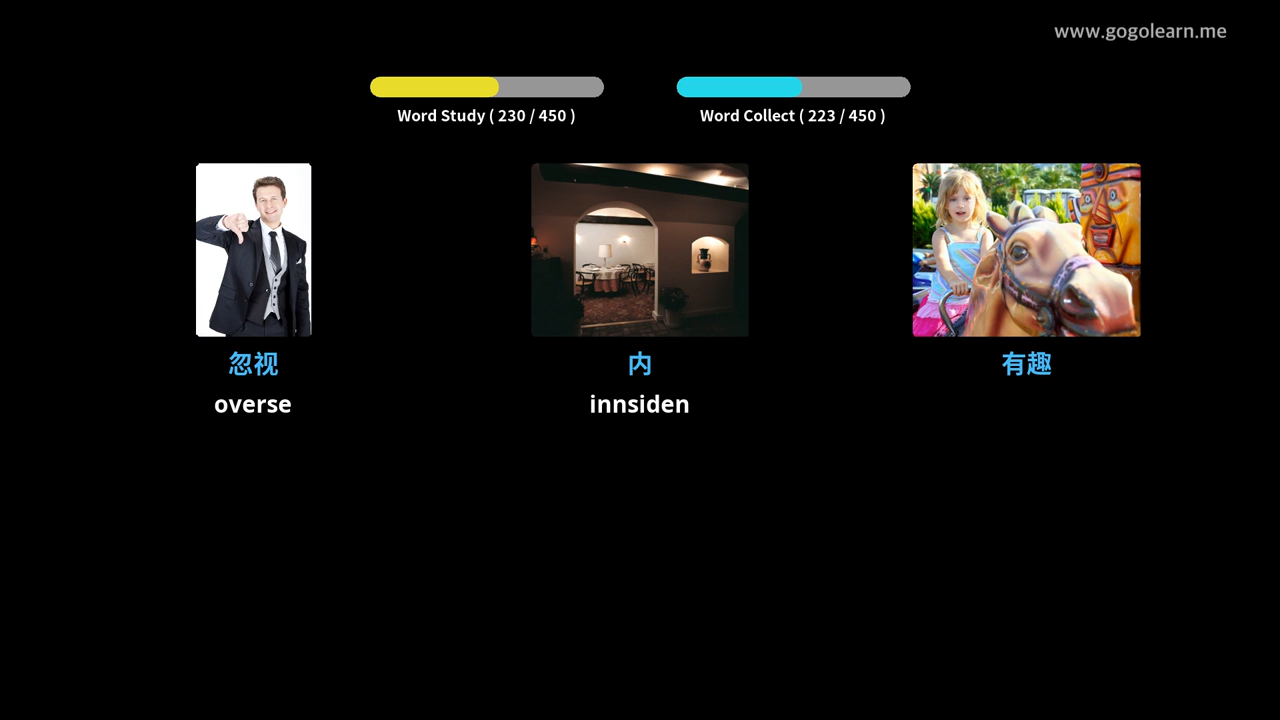 www.gogolearn.me
Word Study ( 230 / 450 )
Word Collect ( 223 / 450 )
忽视
内
有趣
overse
innsiden